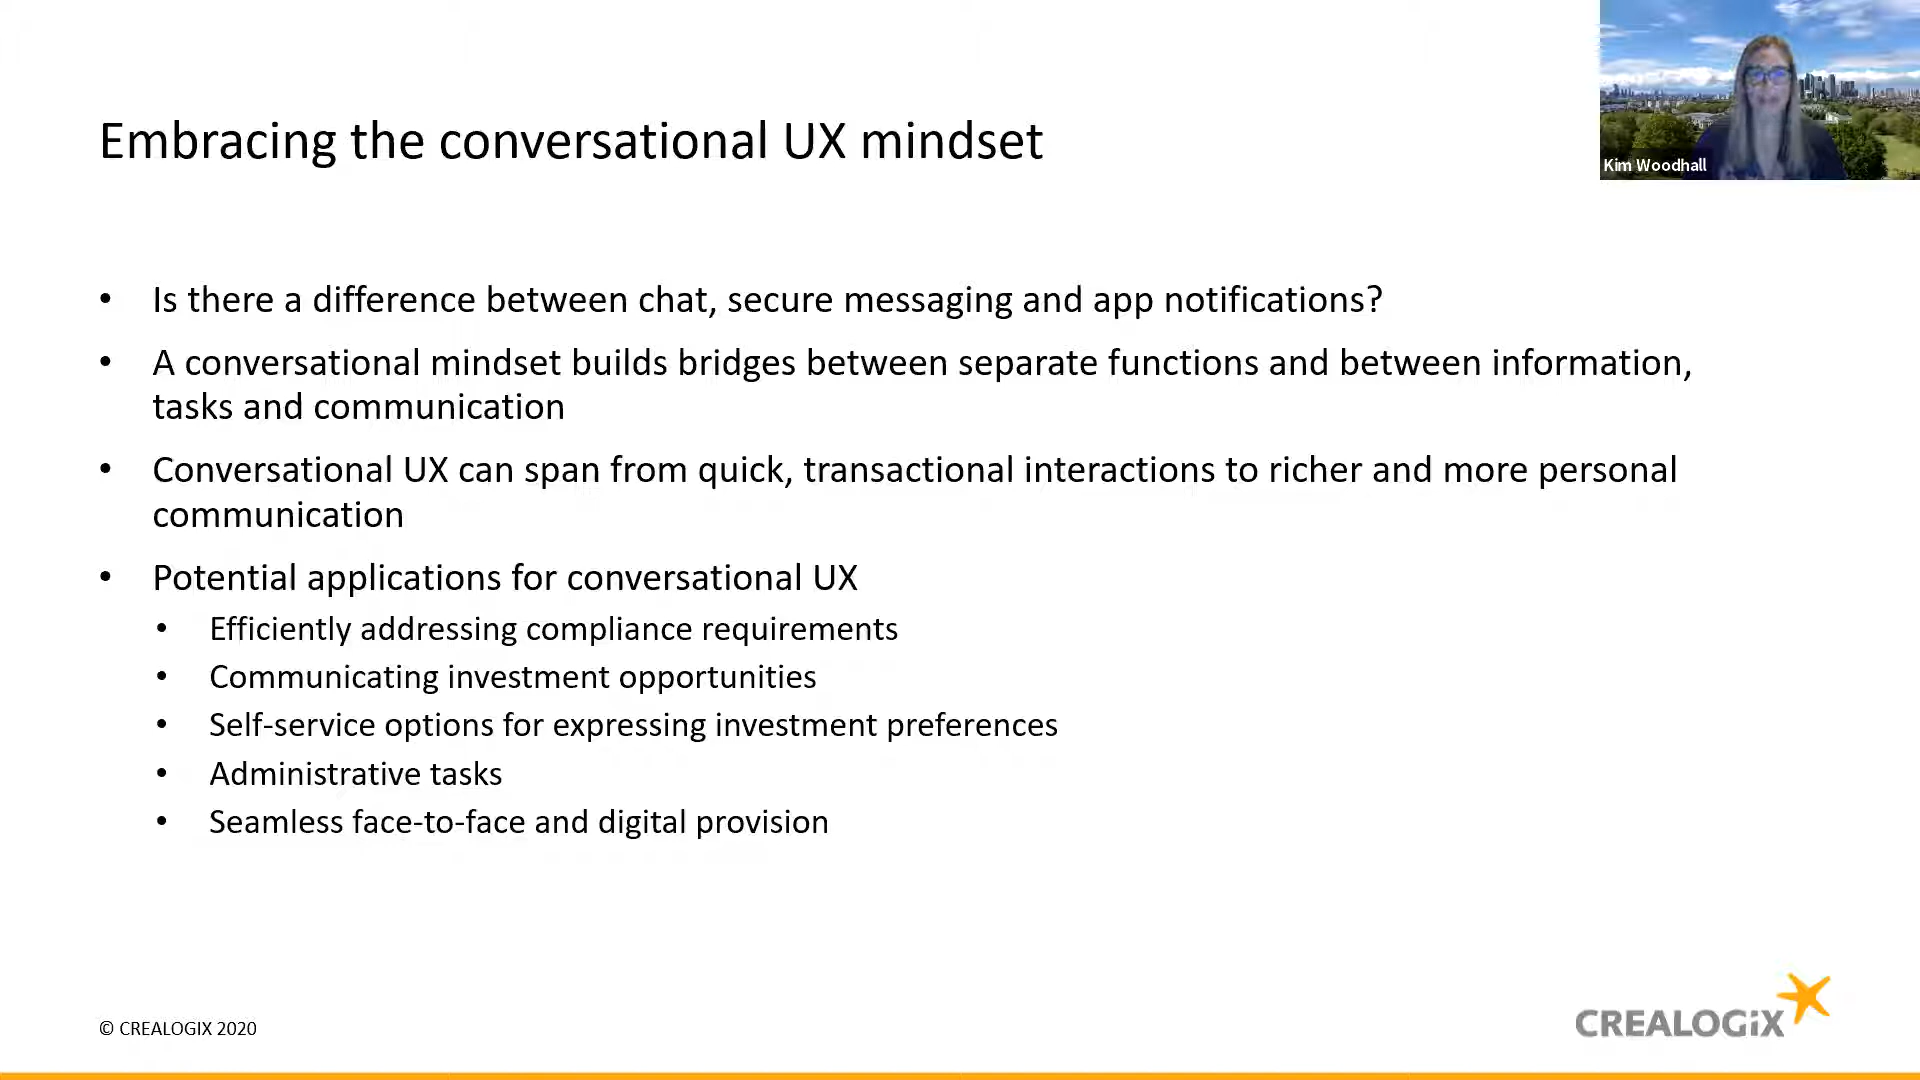 Kim Woodhall
Embracing the conversational UX mindset
• Is there a difference between chat, secure messaging and app notifications?
• A conversational mindset builds bridges between separate functions and between information,
tasks and communication
• Conversational UX can span from quick, transactional interactions to richer and more personal
communication
• Potential applications for conversational UX
• Efficiently addressing compliance requirements
• Communicating investment opportunities
• Self-service options for expressing investment preferences
• Administrative tasks
• Seamless face-to-face and digital provision
© CREALOGIX 2020
CREALOGiX